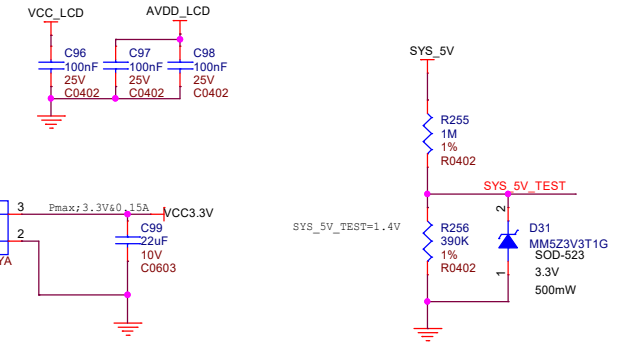 VCC_LCD
AVDD_LCD
C96
100nF
25V
C0402
C97
100nF
25V
C0402
C98
100nF
25V
C0402
SYS_5V
R255
1M
1%
R0402
SYS_5V_TEST
3
Pmax;3.3V&0.15A
VCC3.3V
2
YA
C99
22uF
10V
C0603
SYS_5V_TEST=1.4V
R256
390K
1%
R0402
2
1
D31
MM5Z3V3T1G
SOD-523
3.3V
500mW